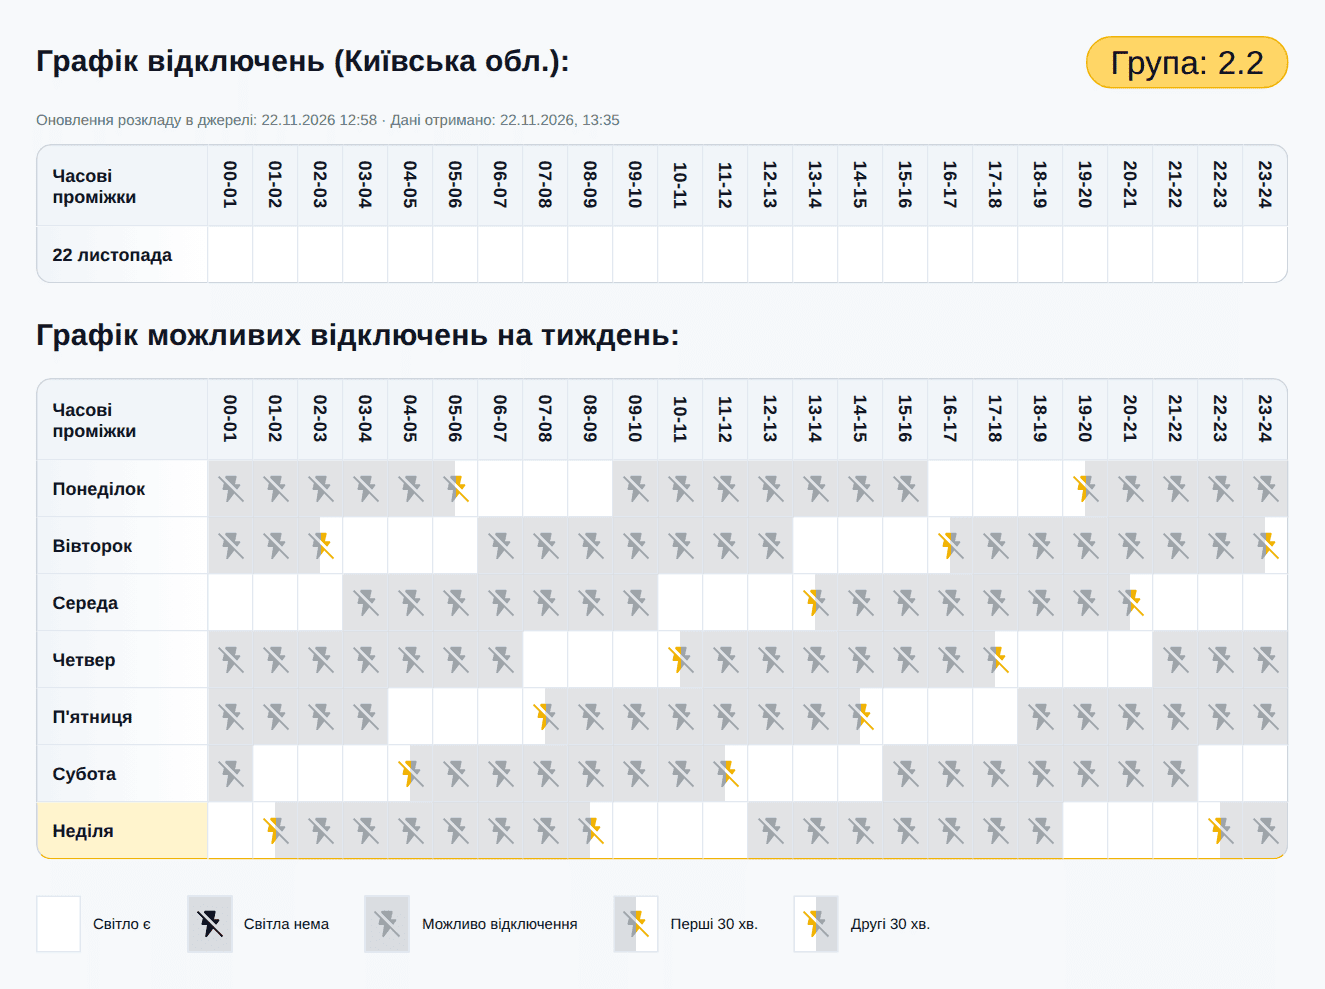 Графік відключень (Київська обл.):
Група: 2.2
Оновлення розкладу в джерелі: 22.11.2026 12:58 · Дані отримано: 22.11.2026, 13:35
Часові проміжки 00-01 01-02 02-03 03-04 04-05 05-06 06-07 07-08 08-09 09-10 10-11 11-12 12-13 13-14 14-15 15-16 16-17 17-18 18-19 19-20 20-21 21-22 22-23 23-24
22 листопада
Графік можливих відключень на тиждень:
Часові проміжки 00-01 01-02 02-03 03-04 04-05 05-06 06-07 07-08 08-09 09-10 10-11 11-12 12-13 13-14 14-15 15-16 16-17 17-18 18-19 19-20 20-21 21-22 22-23 23-24
Понеділок
Вівторок
Середа
Четвер
П'ятниця
Субота
Неділя
Світло є Світла нема Можливо відключення Перші 30 хв. Другі 30 хв.